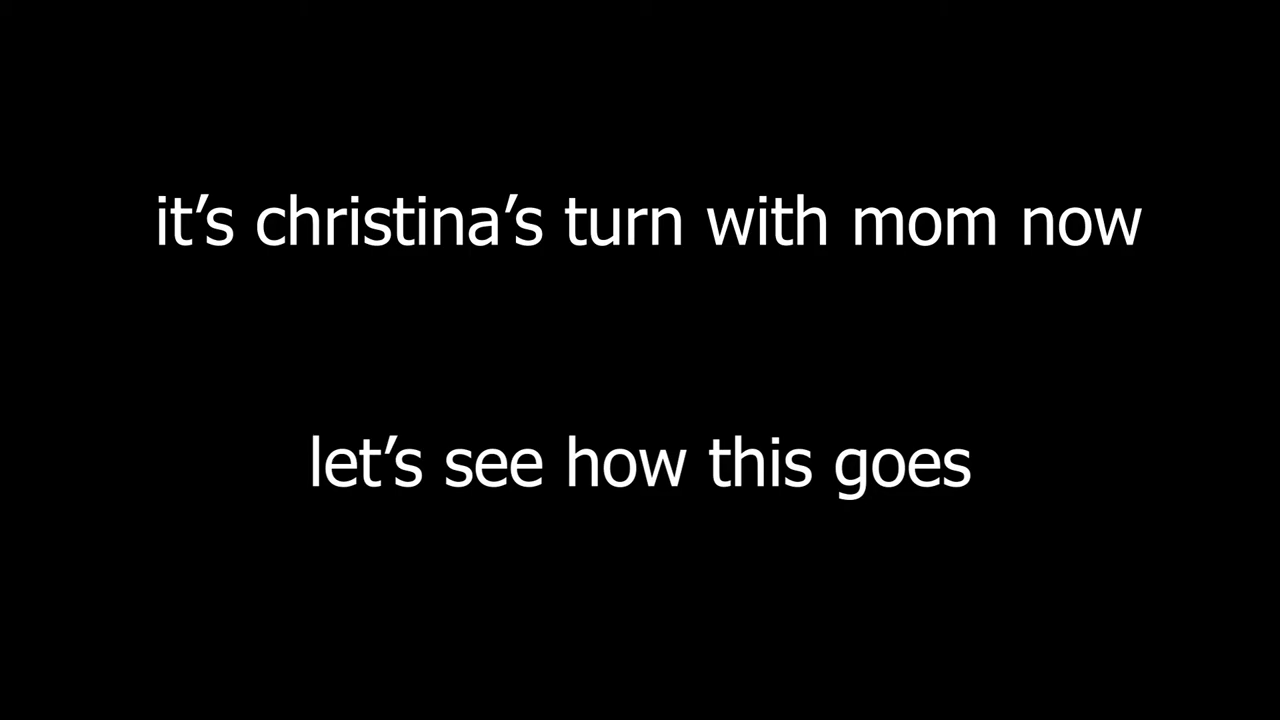 it’s christina’s turn with mom now
let’s see how this goes